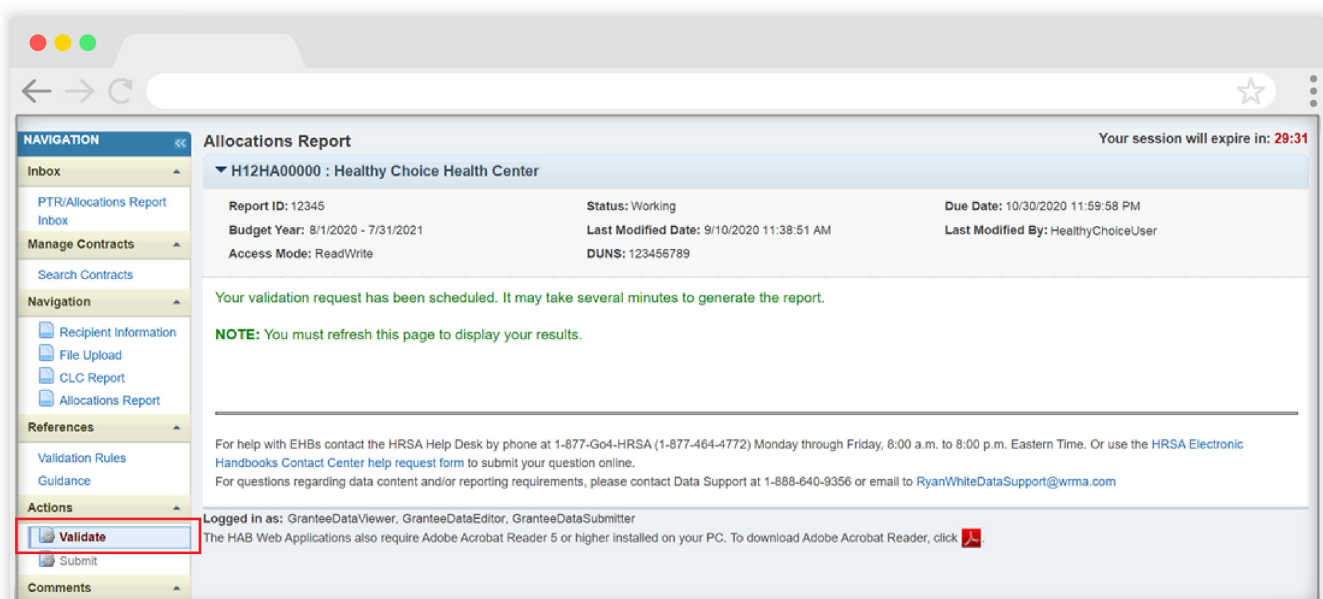 NAVIGATION
Inbox
PTR/Allocations Report
Inbox
Manage Contracts
Search Contracts
Navigation
Recipient Information
File Upload
CLC Report
Allocations Report
References
Validation Rules
Guidance
Actions
Validate
Submit
Comments
Allocations Report
Your session will expire in: 29:31
H12HA00000 : Healthy Choice Health Center
Report ID: 12345
Status: Working
Due Date: 10/30/2020 11:59:58 PM
Budget Year: 8/1/2020 - 7/31/2021
Last Modified Date: 9/10/2020 11:38:51 AM
Last Modified By: HealthyChoiceUser
Access Mode: ReadWrite
DUNS: 123456789
Your validation request has been scheduled. It may take several minutes to generate the report.
NOTE: You must refresh this page to display your results.
For help with EHBs contact the HRSA Help Desk by phone at 1-877-Go4-HRSA (1-877-464-4772) Monday through Friday, 8:00 a.m. to 8:00 p.m. Eastern Time. Or use the HRSA Electronic
Handbooks Contact Center help request form to submit your question online.
For questions regarding data content and/or reporting requirements, please contact Data Support at 1-888-640-9356 or email to RyanWhiteDataSupport@wrma.com
Logged in as: GranteeDataViewer, GranteeDataEditor, GranteeDataSubmitter
The HAB Web Applications also require Adobe Acrobat Reader 5 or higher installed on your PC. To download Adobe Acrobat Reader, click .